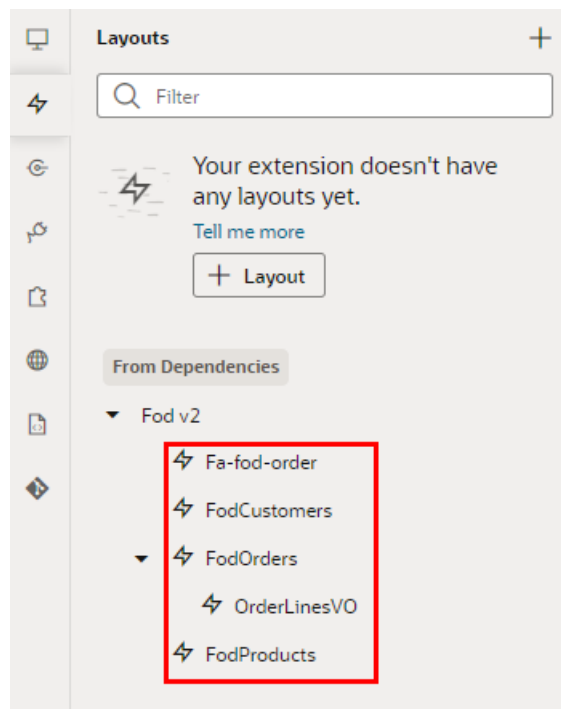 Layouts
Filter
Your extension doesn't have
any layouts yet.
Tell me more
+ Layout
From Dependencies
Fod v2
Fa-fod-order
FodCustomers
FodOrders
OrderLinesVO
FodProducts